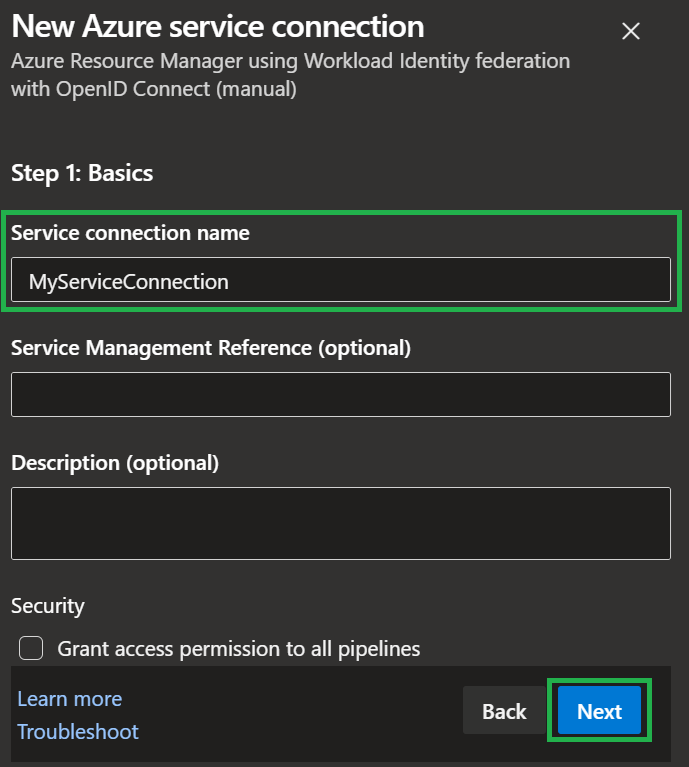 New Azure service connection
Azure Resource Manager using Workload Identity federation
with OpenID Connect (manual)
Step 1: Basics
Service connection name
MyServiceConnection
Service Management Reference (optional)
Description (optional)
Security
Grant access permission to all pipelines
Learn more
Back Next
Troubleshoot